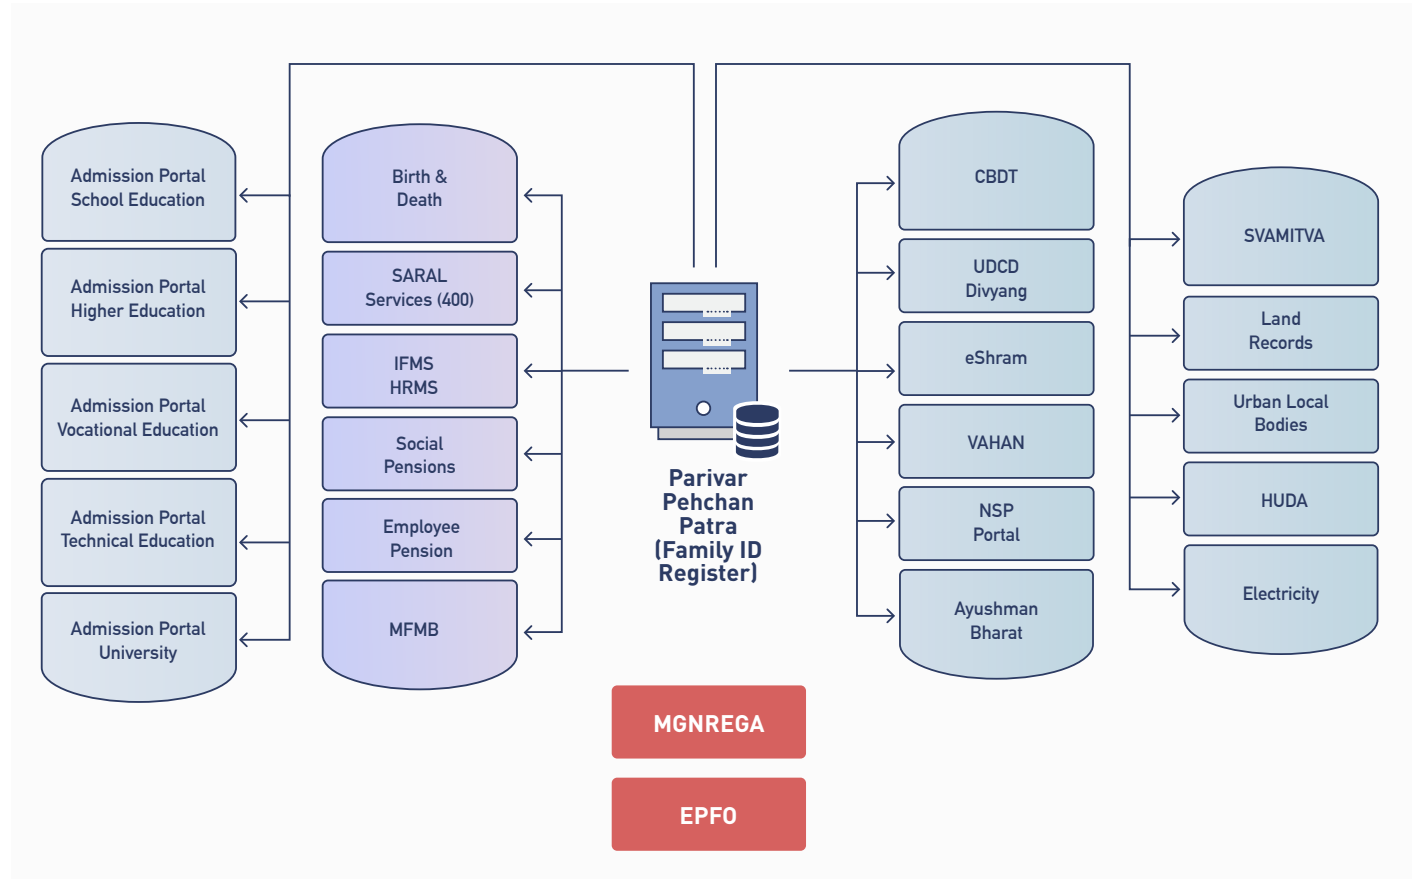 Admission Portal
School Education
Admission Portal
Higher Education
Admission Portal
Vocational Education
Admission Portal
Technical Education
Admission Portal
University
Birth &
Death
SARAL
Services (400)
IFMS
HRMS
Social
Pensions
Employee
Pension
MFMB
Parivar
Pehchan
Patra
(Family ID
Register)
MGNREGA
EPFO
CBDT
UDCD
Divyang
eShram
VAHAN
NSP
Portal
Ayushman
Bharat
SVAMITVA
Land
Records
Urban Local
Bodies
HUDA
Electricity